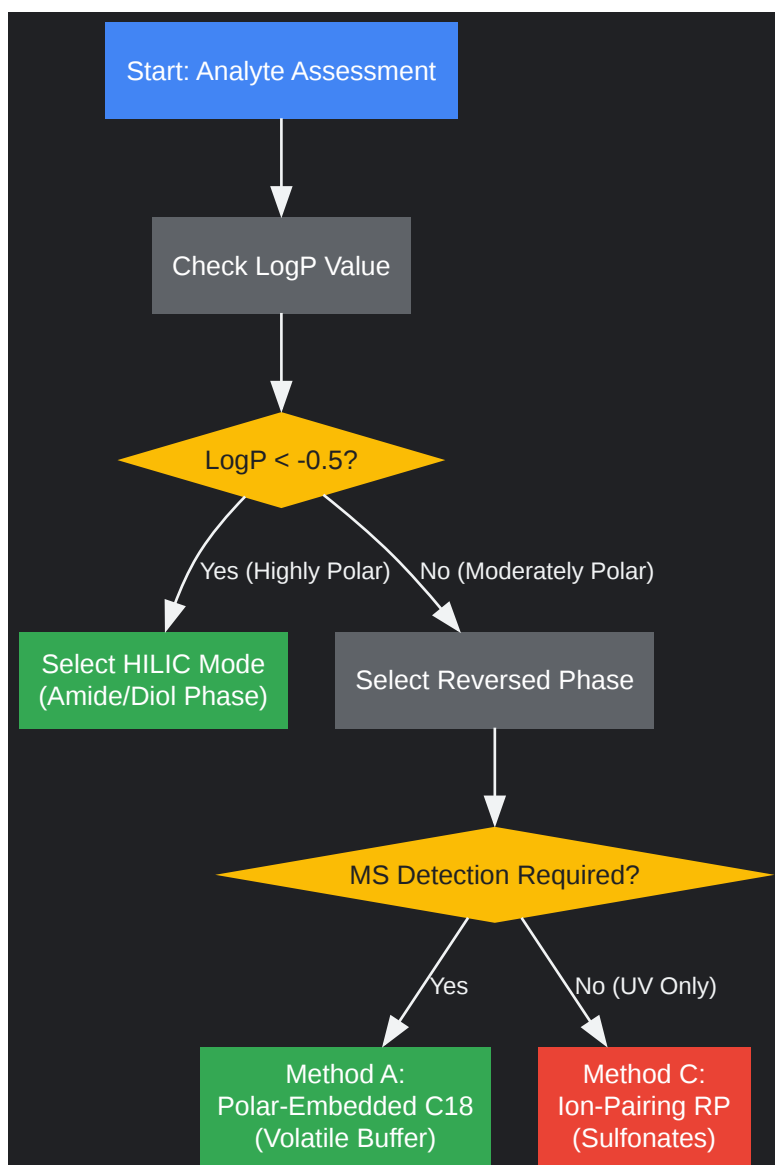 Start: Analyte Assessment
Check LogP Value
LogP < -0.5?
Yes (Highly Polar)
No (Moderately Polar)
Select HILIC Mode
(Amide/Diol Phase)
Select Reversed Phase
MS Detection Required?
Yes
No (UV Only)
Method A:
Polar-Embedded C18
(Volatile Buffer)
Method C:
Ion-Pairing RP
(Sulfonates)